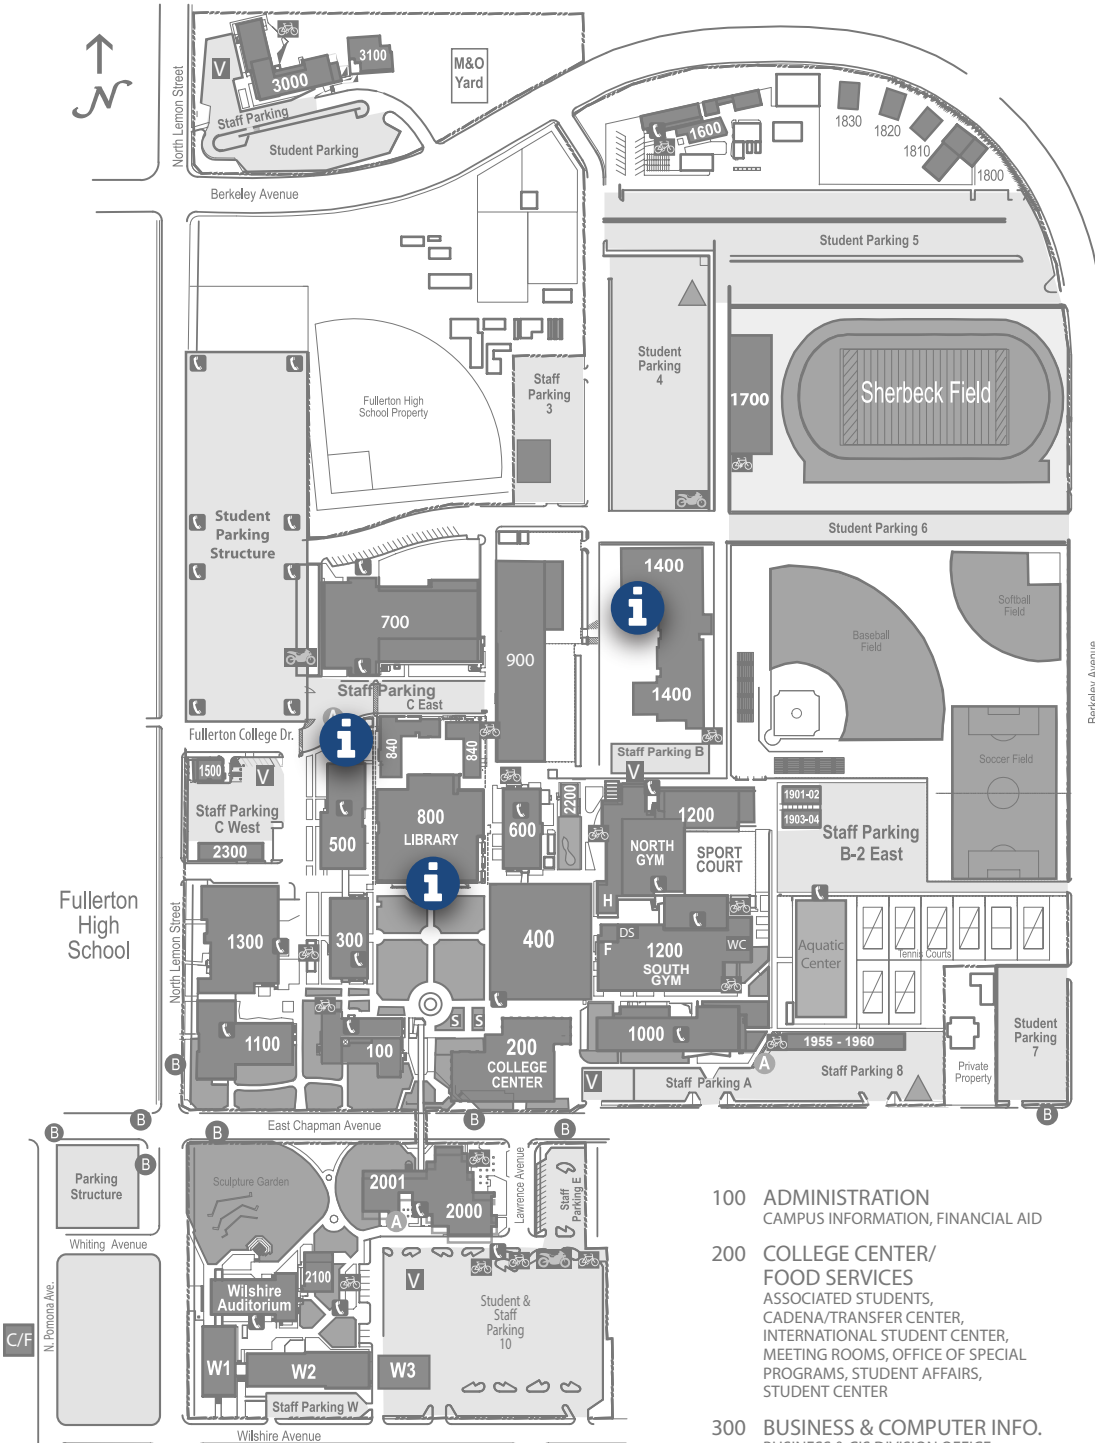 N
North Lemon Street
V
3000
3100
M&O
Yard
Staff Parking
Student Parking
Berkeley Avenue
1600
1830
1820
1810
1800
Student Parking 5
Student
Parking
4
Staff
Parking
3
Fullerton High
School Property
1700
Sherbeck Field
Student Parking 6
Student
Parking
Structure
700
900
1400
i
1400
Softball
Field
Baseball
Field
Berkeley Avenue
Staff Parking
C East
A
i
Fullerton College Dr.
840
840
Staff Parking B
V
Soccer Field
1500
V
Staff Parking
C West
2300
500
800
LIBRARY
600
2200
1200
NORTH
GYM
SPORT
COURT
1901-02
1903-04
Staff Parking
B-2 East
Fullerton
High
School
North Lemon Street
1300
300
i
400
H
DS
F
1200
SOUTH
GYM
WC
Aquatic
Center
Tennis Courts
1100
100
S
S
200
COLLEGE
CENTER
1000
1955 - 1960
A
Staff Parking 8
Private
Property
Student
Parking
7
B
V
Staff Parking A
East Chapman Avenue
B
B
B
B
B
B
B
Parking
Structure
Whiting Avenue
Sculpture Garden
2001
2000
A
Lawrence Avenue
Staff
Parking E
N. Pomona Ave.
C/F
2100
Wilshire
Auditorium
V
Student &
Staff
Parking
10
W1
W2
W3
Staff Parking W
Wilshire Avenue
100 ADMINISTRATION
CAMPUS INFORMATION, FINANCIAL AID
200 COLLEGE CENTER/
FOOD SERVICES
ASSOCIATED STUDENTS,
CADENA/TRANSFER CENTER,
INTERNATIONAL STUDENT CENTER,
MEETING ROOMS, OFFICE OF SPECIAL
PROGRAMS, STUDENT AFFAIRS,
STUDENT CENTER
300 BUSINESS & COMPUTER INFO.
BUSINESS & CIS DIVISION OFFICE